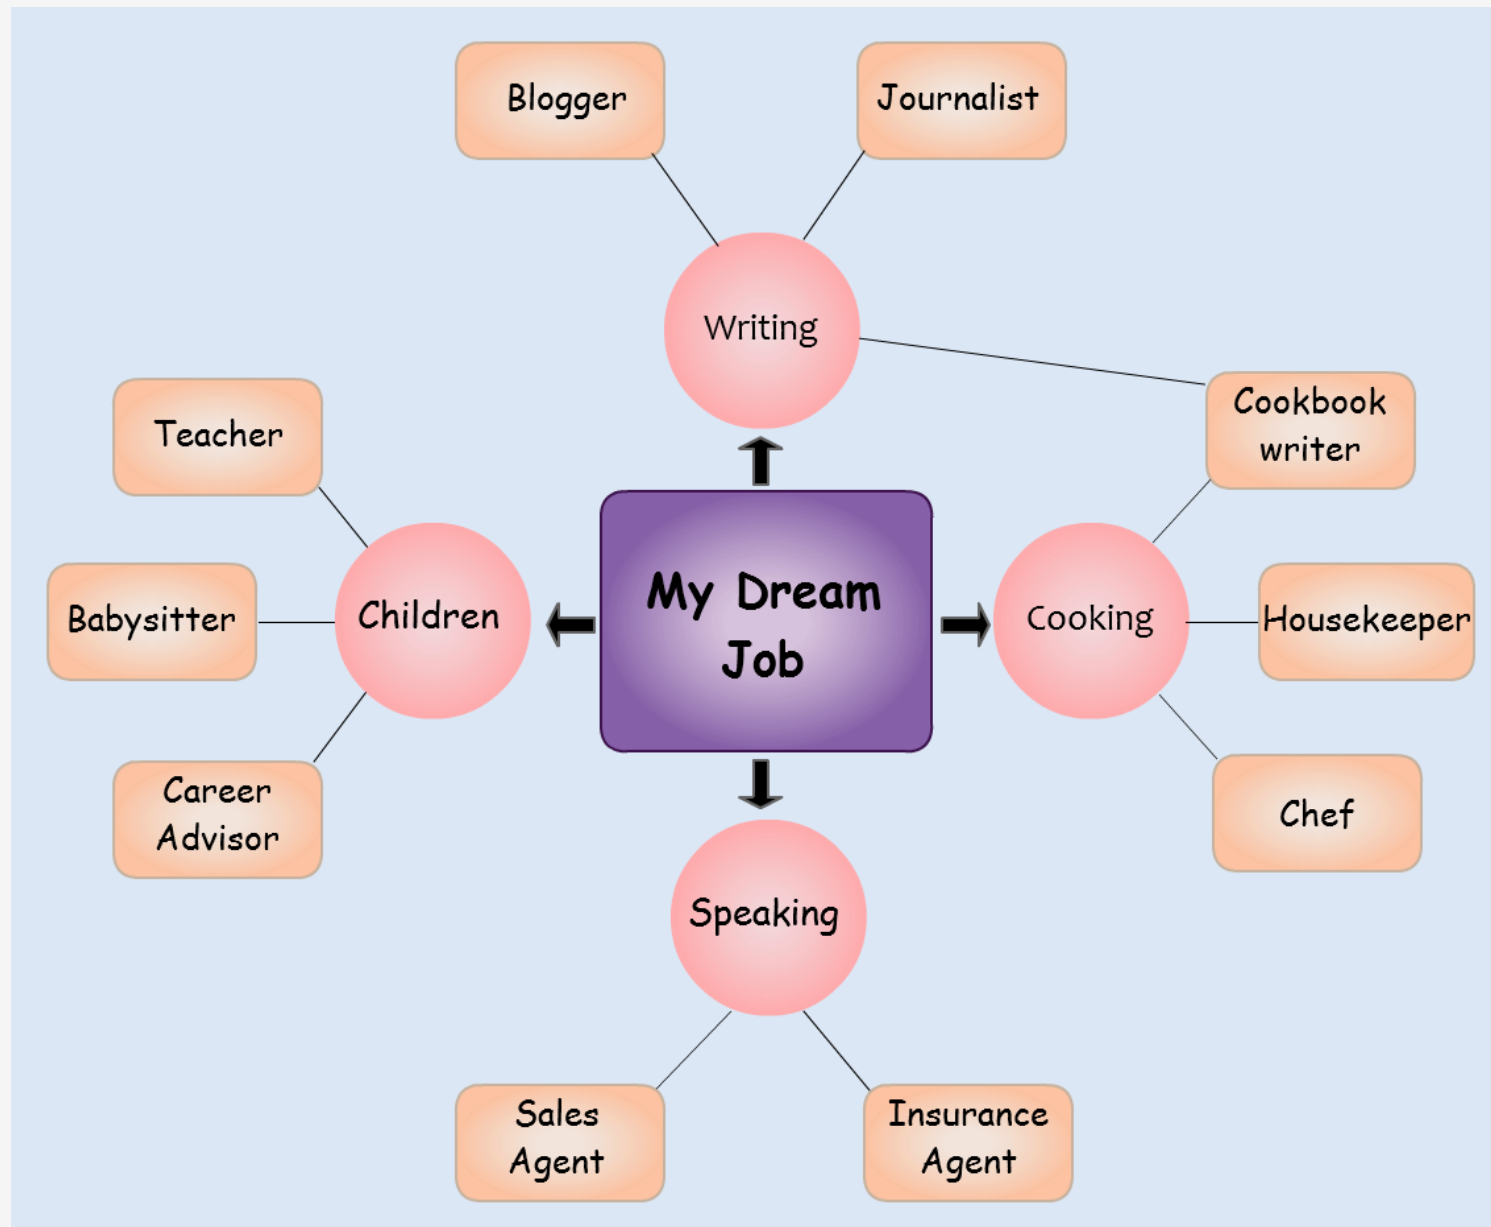 Blogger
Journalist
Writing
Teacher
Cookbook
writer
Babysitter
Children
My Dream
Job
Cooking
Housekeeper
Career
Advisor
Chef
Speaking
Sales
Agent
Insurance
Agent